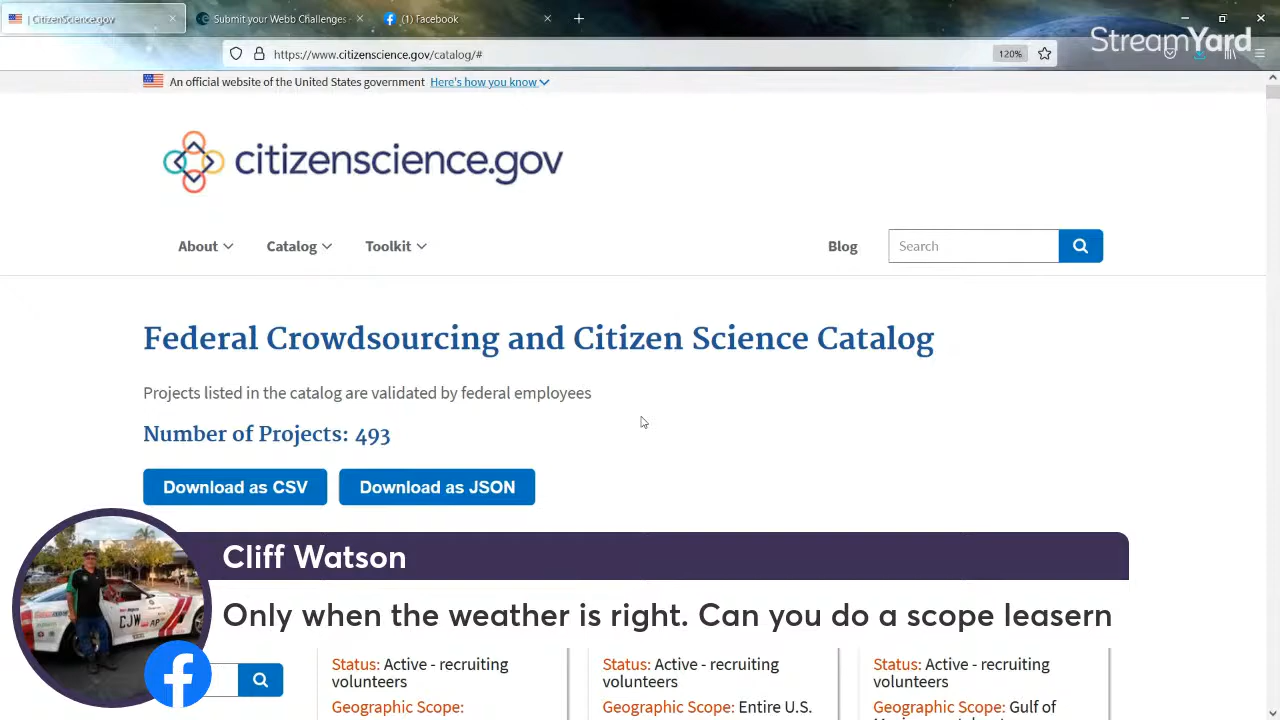 | CitizenScience.gov
Submit your Webb Challenges
(1) Facebook
StreamYard
https://www.citizenscience.gov/catalog/#
120%
An official website of the United States government Here's how you know
citizenscience.gov
About
Catalog
Toolkit
Blog
Search
Federal Crowdsourcing and Citizen Science Catalog
Projects listed in the catalog are validated by federal employees
Number of Projects: 493
Download as CSV
Download as JSON
Cliff Watson
Only when the weather is right. Can you do a scope leasern
CJW
AP
Status: Active - recruiting
volunteers
Geographic Scope:
Status: Active - recruiting
volunteers
Geographic Scope: Entire U.S.
Status: Active - recruiting
volunteers
Geographic Scope: Gulf of